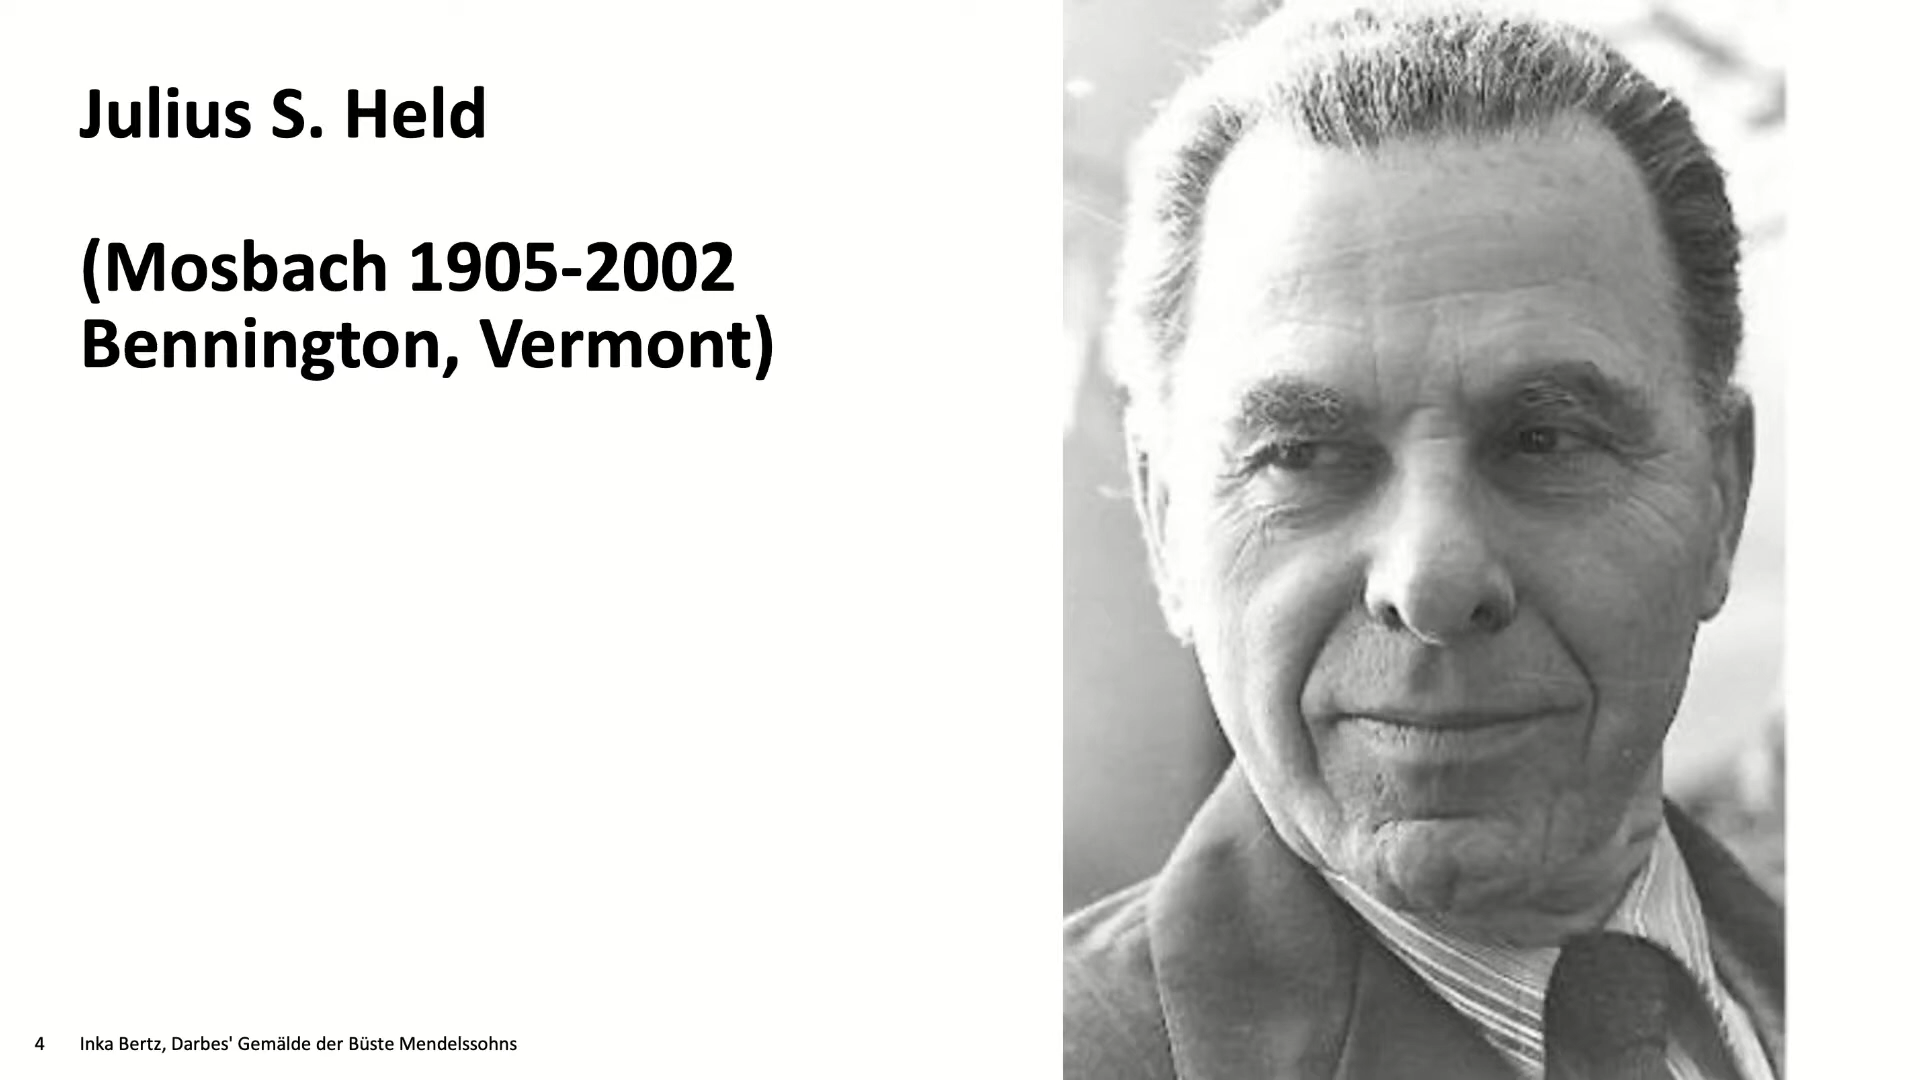 Julius S. Held
(Mosbach 1905-2002
Bennington, Vermont)
4 Inka Bertz, Darbes' Gemälde der Büste Mendelssohns